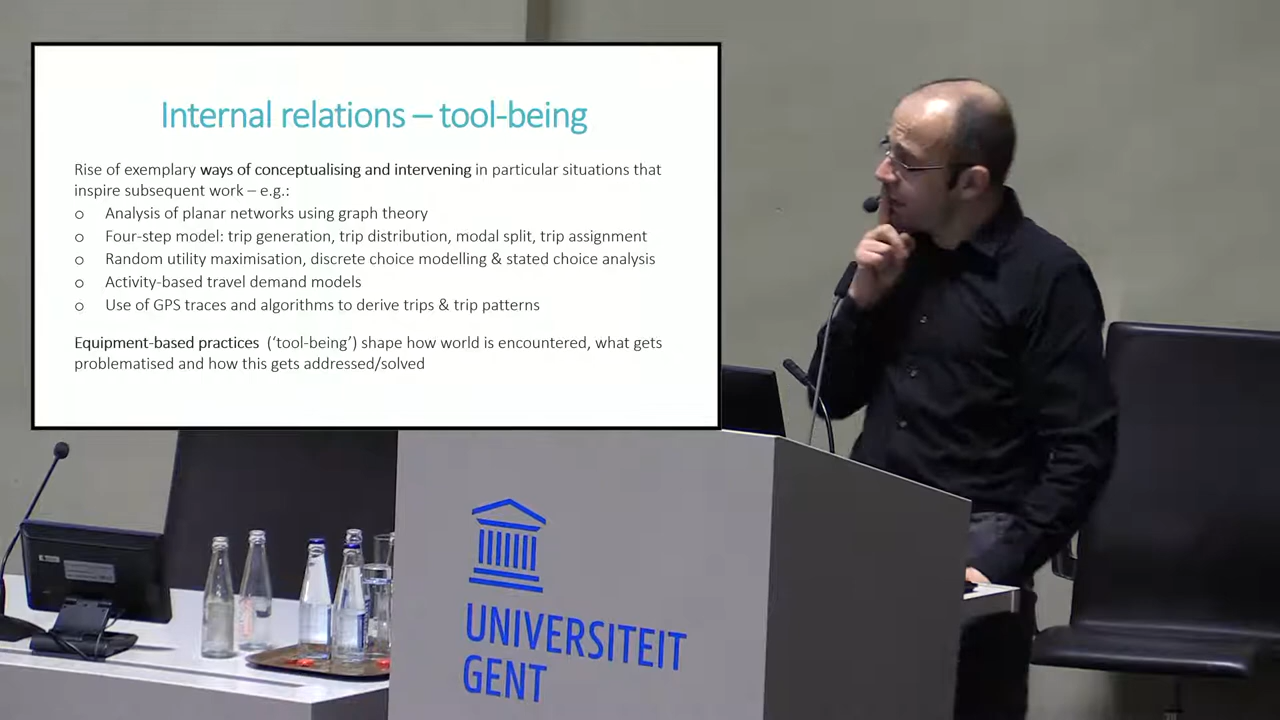 Internal relations – tool-being
Rise of exemplary ways of conceptualising and intervening in particular situations that
inspire subsequent work – e.g.:
o Analysis of planar networks using graph theory
o Four-step model: trip generation, trip distribution, modal split, trip assignment
o Random utility maximisation, discrete choice modelling & stated choice analysis
o Activity-based travel demand models
o Use of GPS traces and algorithms to derive trips & trip patterns
Equipment-based practices (‘tool-being’) shape how world is encountered, what gets
problematised and how this gets addressed/solved
UNIVERSITEIT
GENT